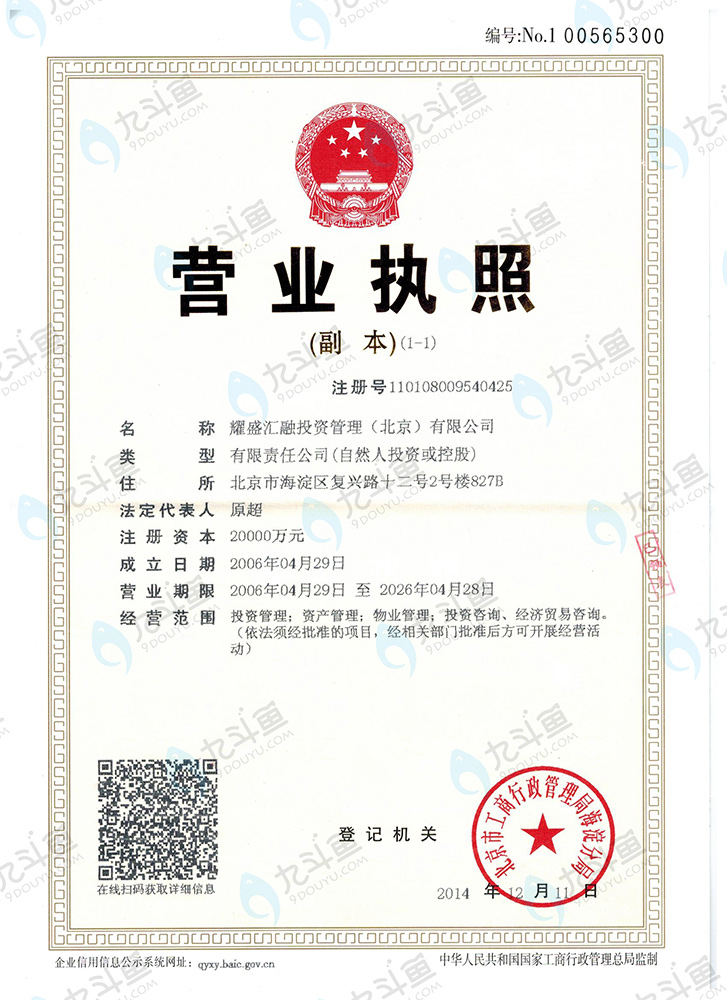 编号:No.1 00565300
营业执照
(副 本)(1-1)
注册号110108009540425
名 称 耀盛汇融投资管理（北京）有限公司
类 型 有限责任公司(自然人投资或控股)
住 所 北京市海淀区复兴路十二号2号楼827B
法定代表人 原超
注册资本 20000万元
成立日期 2006年04月29日
营业期限 2006年04月29日 至 2026年04月28日
经营范围 投资管理；资产管理；物业管理；投资咨询、经济贸易咨询。
（依法须经批准的项目，经相关部门批准后方可开展经营活
动）
在线扫码获取详细信息
登记机关
北京市工商行政管理局海淀分局
2014 年 12 月 11 日
企业信用信息公示系统网址：qyxy.baic.gov.cn
中华人民共和国国家工商行政管理总局监制
九斗鱼
9DOUYU.COM